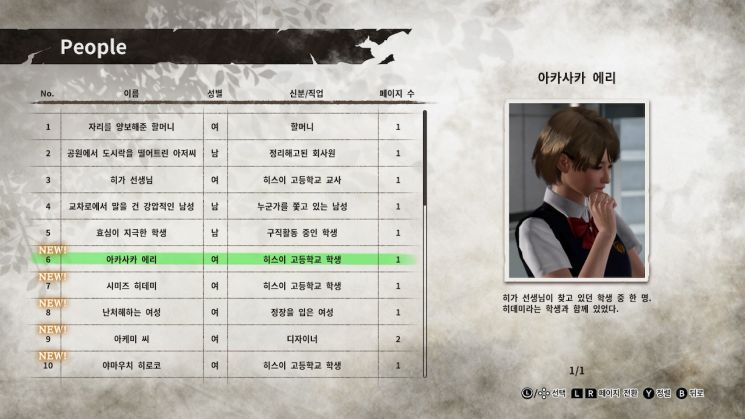 People
No. 이름 성별 신분/직업 페이지 수
1 자리를 양보해준 할머니 여 할머니 1
2 공원에서 도시락을 떨어트린 아저씨 남 정리해고된 회사원 1
3 히가 선생님 여 히스이 고등학교 교사 1
4 교차로에서 말을 건 강압적인 남성 남 누군가를 쫓고 있는 남성 1
5 효심이 지극한 학생 남 구직활동 중인 학생 1
NEW!
6 아카사카 에리 여 히스이 고등학교 학생 1
NEW!
7 시미즈 히데미 여 히스이 고등학교 학생 1
NEW!
8 난처해하는 여성 여 정장을 입은 여성 1
NEW!
9 아케미 씨 여 디자이너 2
NEW!
10 야마우치 히로코 여 히스이 고등학교 학생 1
아카사카 에리
히가 선생님이 찾고 있던 학생 중 한 명.
히데미라는 학생과 함께 있었다.
1/1
L/선택 L R 페이지 전환 Y 정렬 B 뒤로